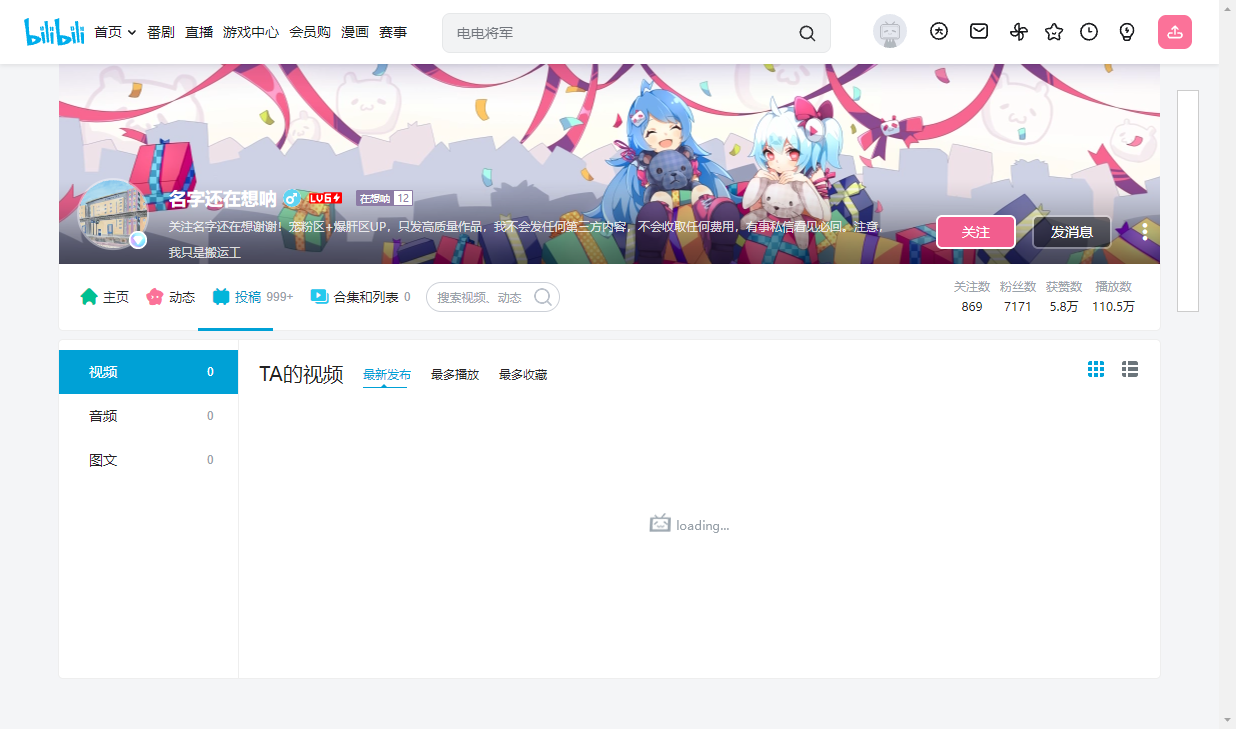 bilibili 首页 番剧 直播 游戏中心 会员购 漫画 赛事 电电将军
名字还在想呐 LV6 在想呐 12
关注名字还在想谢谢！宠粉区+爆肝区UP，只发高质量作品，我不会发任何第三方内容，不会收取任何费用，有事私信看见必回。注意，
我只是搬运工
关注 发消息
主页 动态 投稿 999+ 合集和列表 0 搜索视频、动态
关注数 粉丝数 获赞数 播放数
869 7171 5.8万 110.5万
视频 0
音频 0
图文 0
TA的视频 最新发布 最多播放 最多收藏
loading...